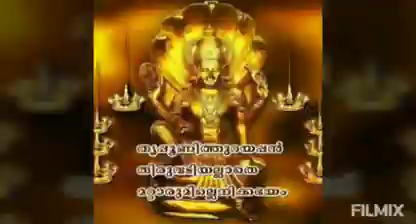 തൃപ്പൂണിത്തുറയപ്പൻ
തിരുവടിയല്ലാതെ
മറ്റാരുമില്ലെനിക്കഭയം
FILMIX